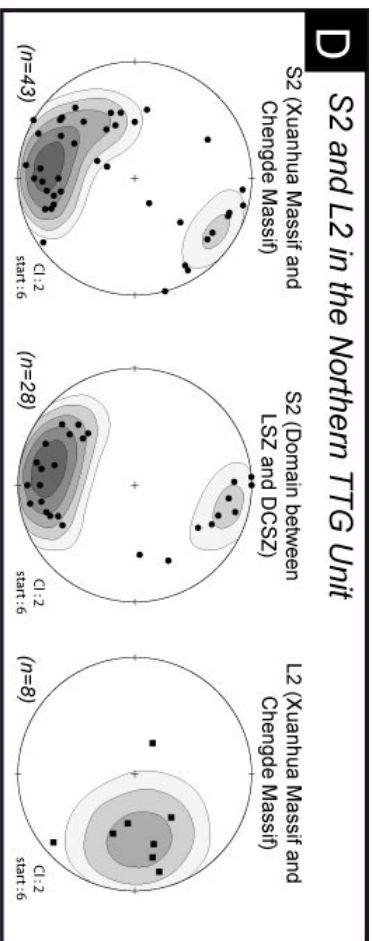 D
S2 and L2 in the Northern TTG Unit
S2 (Xuanhua Massif and
Chengde Massif)
(n=43)
CI : 2
start : 6
S2 (Domain between
LSZ and DCSZ)
(n=28)
CI : 2
start : 6
L2 (Xuanhua Massif and
Chengde Massif)
(n=8)
CI : 2
start : 6